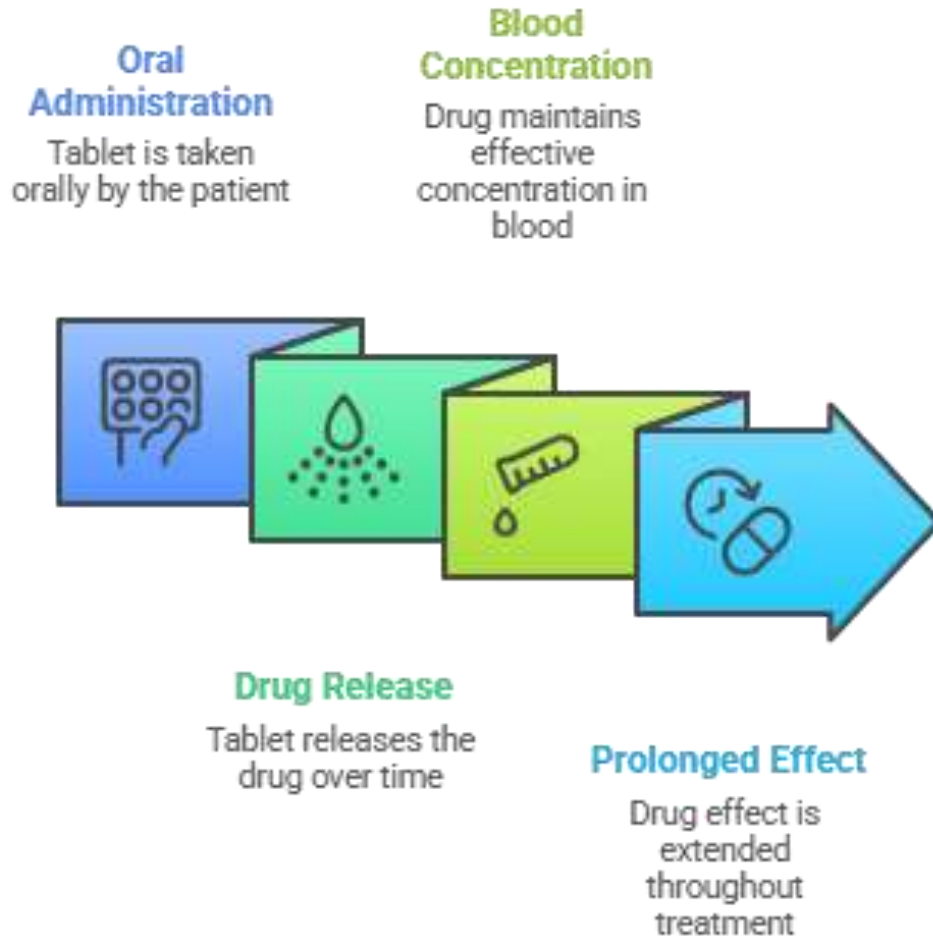 Oral
Administration
Tablet is taken
orally by the patient
Blood
Concentration
Drug maintains
effective
concentration in
blood
Drug Release
Tablet releases the
drug over time
Prolonged Effect
Drug effect is
extended
throughout
treatment